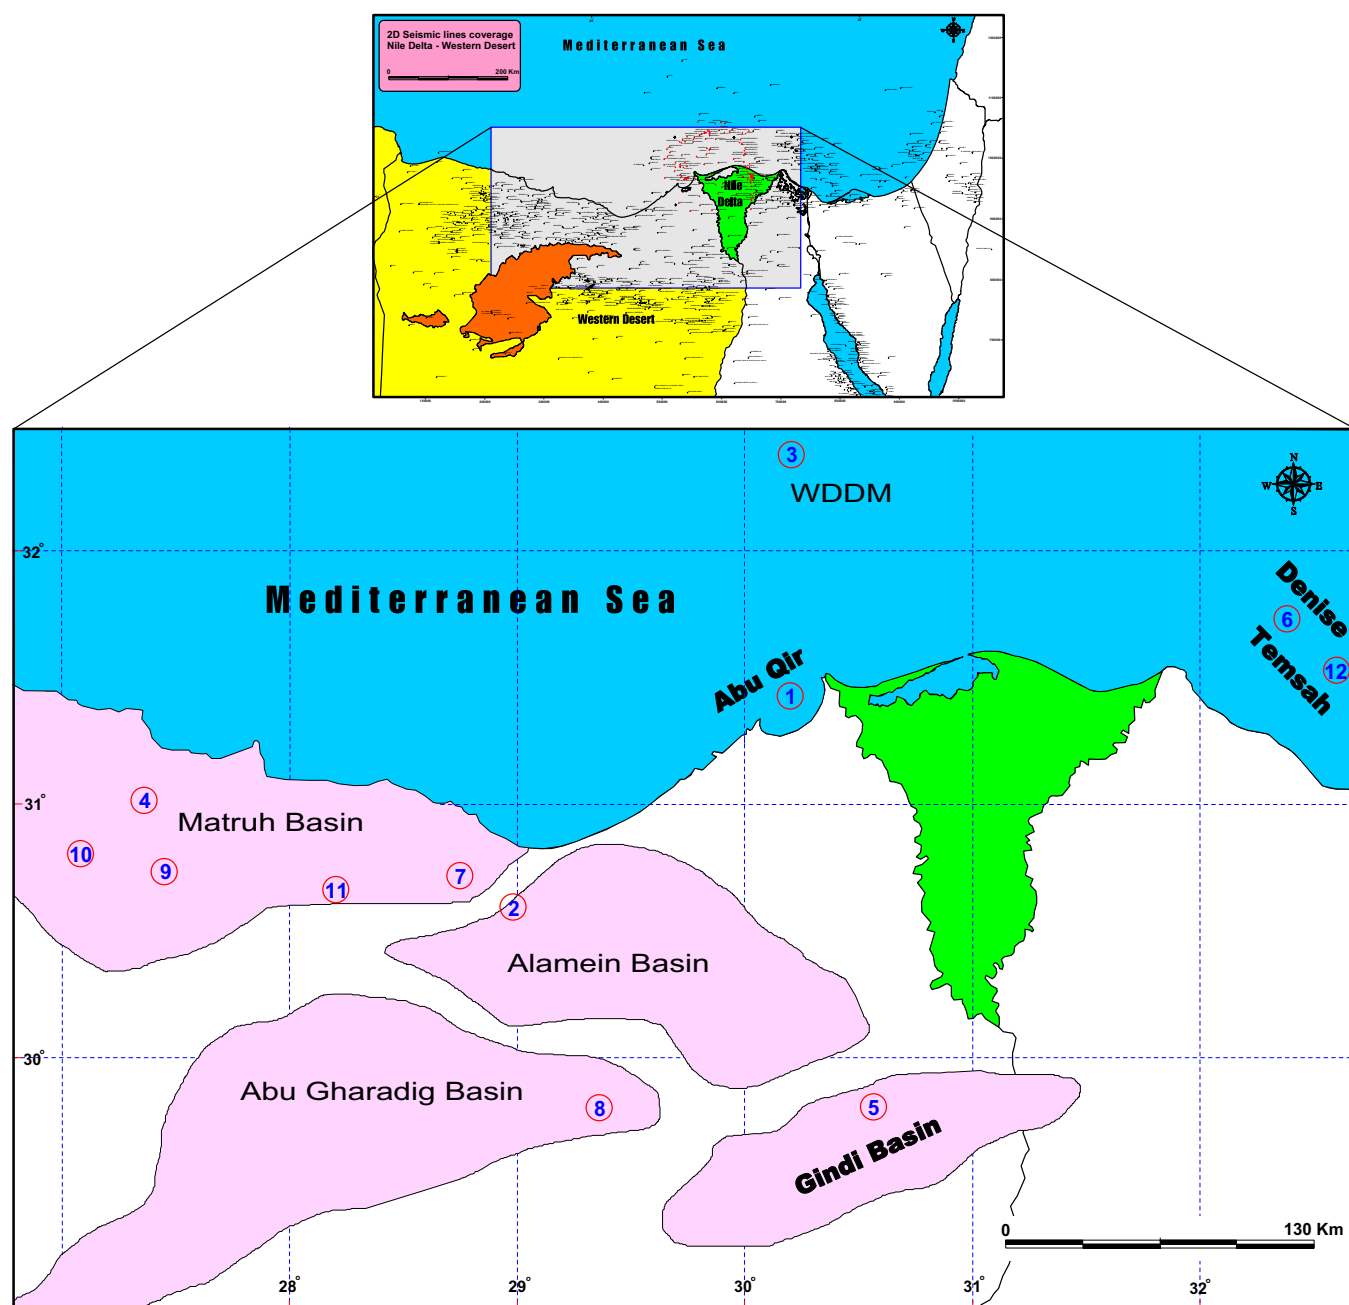 2D Seismic lines coverage
Nile Delta - Western Desert
0 200 Km
Mediterranean Sea
Nile
Delta
Western Desert
3
WDDM
N
W E
S
32°
Mediterranean Sea
Denise
6
Temsah
12
Abu Qir
1
31°
4
Matruh Basin
10
9
11
7
2
Alamein Basin
30°
Abu Gharadig Basin
8
5
Gindi Basin
0 130 Km
28° 29° 30° 31° 32°